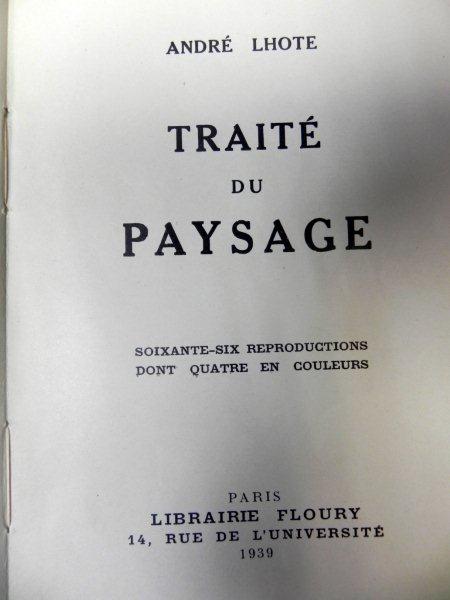 ANDRÉ LHOTE
TRAITÉ
DU
PAYSAGE
SOIXANTE-SIX REPRODUCTIONS
DONT QUATRE EN COULEURS
PARIS
LIBRAIRIE FLOURY
14, RUE DE L'UNIVERSITÉ
1939